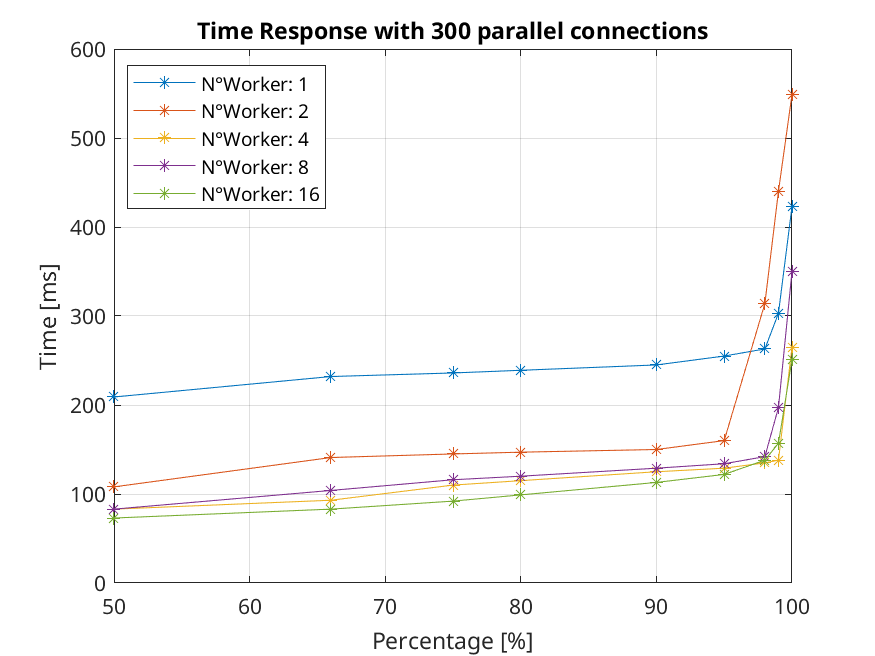 Time Response with 300 parallel connections
600
500
400
300
200
100
0
Time [ms]
N°Worker: 1
N°Worker: 2
N°Worker: 4
N°Worker: 8
N°Worker: 16
50 60 70 80 90 100
Percentage [%]